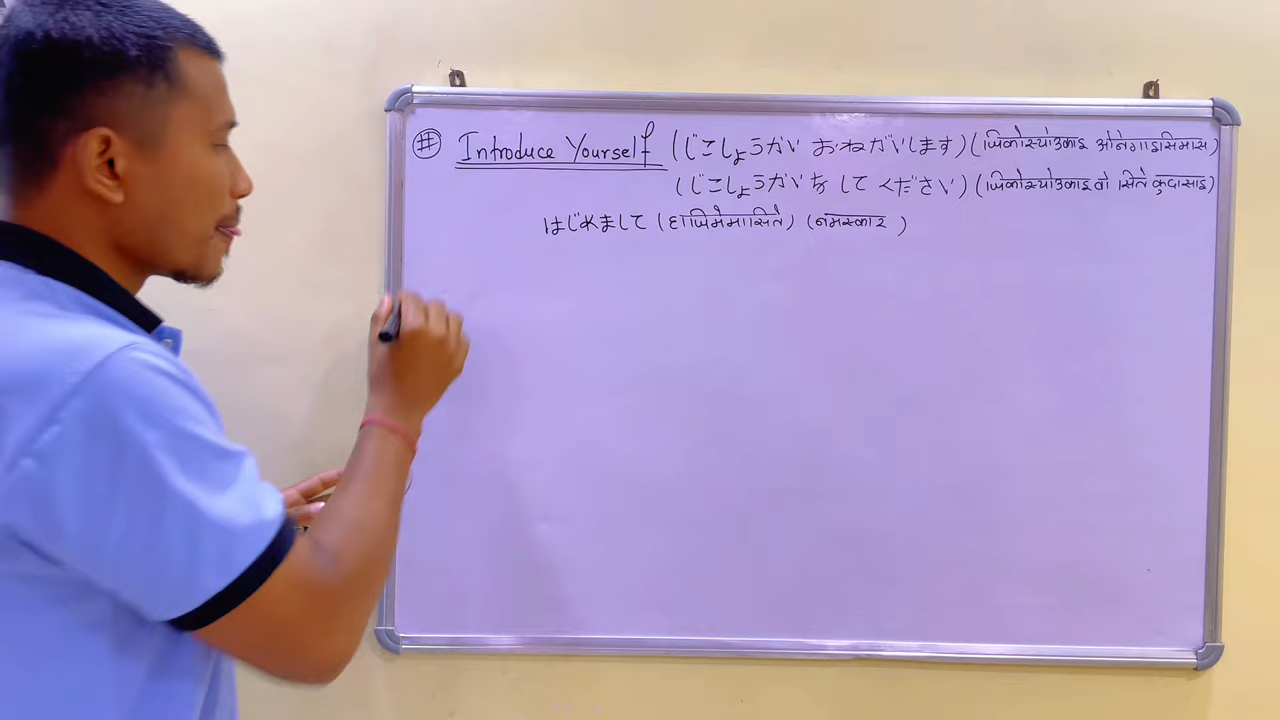 # Introduce Yourself (じこしょうかい おねがいします) (जिकोस्योउकाइ ओनेगाइसिमास)
(じこしょうかいを してください) (जिकोस्योउकाइ वो सिते कुदासाइ)
はじめまして (हाजिमेमासिते) (नमस्कार)